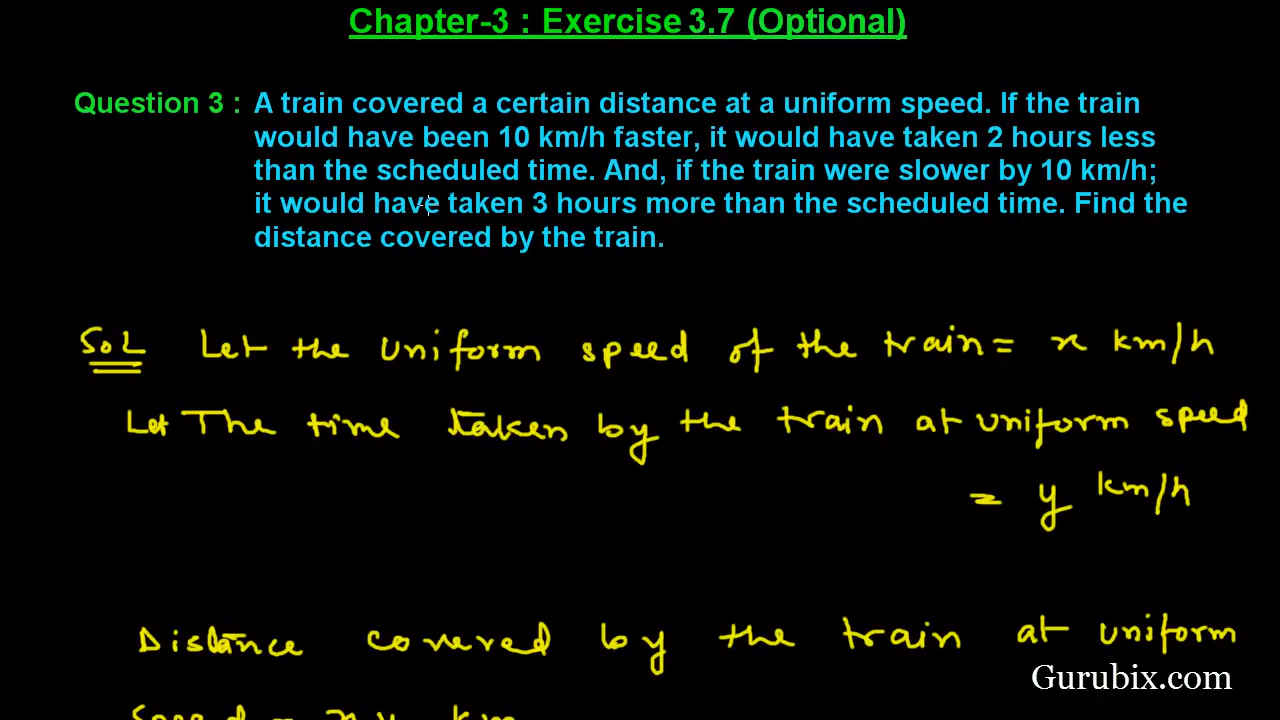 Chapter-3 : Exercise 3.7 (Optional)
Question 3 : A train covered a certain distance at a uniform speed. If the train
would have been 10 km/h faster, it would have taken 2 hours less
than the scheduled time. And, if the train were slower by 10 km/h;
it would have taken 3 hours more than the scheduled time. Find the
distance covered by the train.
Sol Let the uniform speed of the train = x km/h
Let The time taken by the train at uniform speed
= y km/h
Distance covered by the train at uniform
Speed = xy km
Gurubix.com